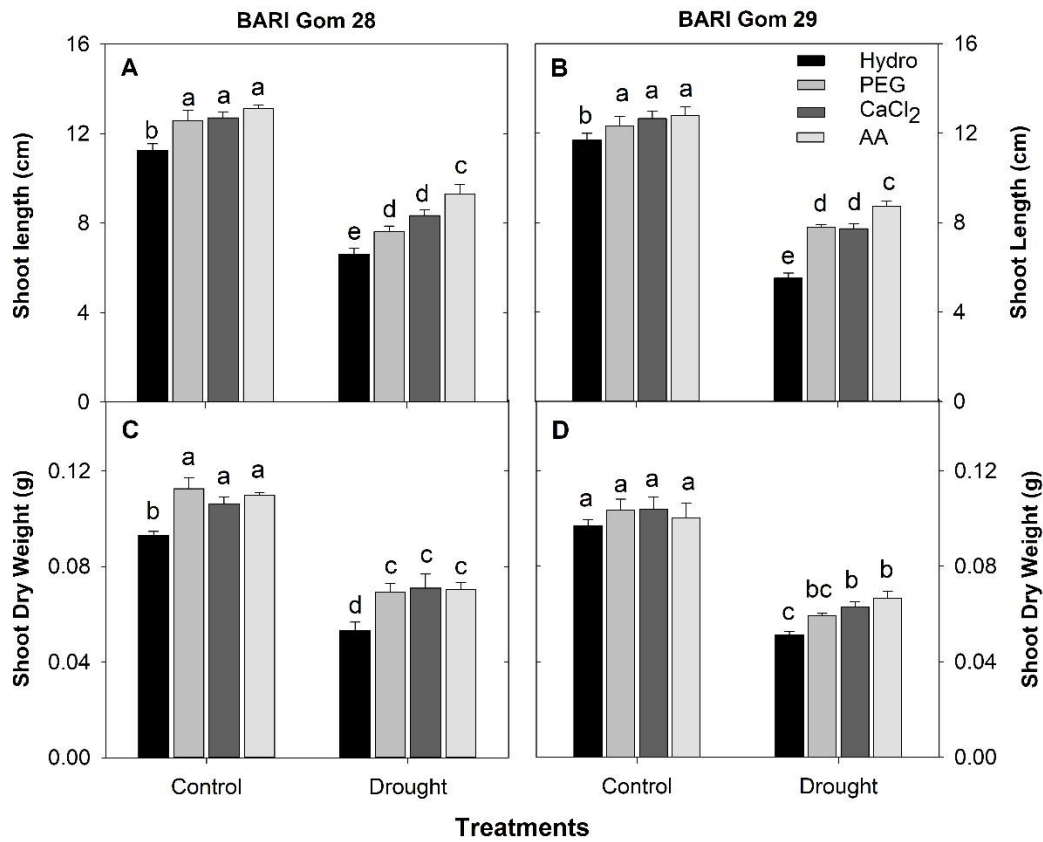 BARI Gom 28
BARI Gom 29
16
12
8
4
0
Shoot length (cm)
A
b
a
a
a
e
d
d
c
B
b
a
a
a
e
d
d
c
Hydro
PEG
CaCl2
AA
16
12
8
4
0
Shoot Length (cm)
0.12
0.08
0.04
0.00
Shoot Dry Weight (g)
C
b
a
a
a
d
c
c
c
D
a
a
a
a
c
bc
b
b
0.12
0.08
0.04
0.00
Shoot Dry Weight (g)
Control
Drought
Control
Drought
Treatments